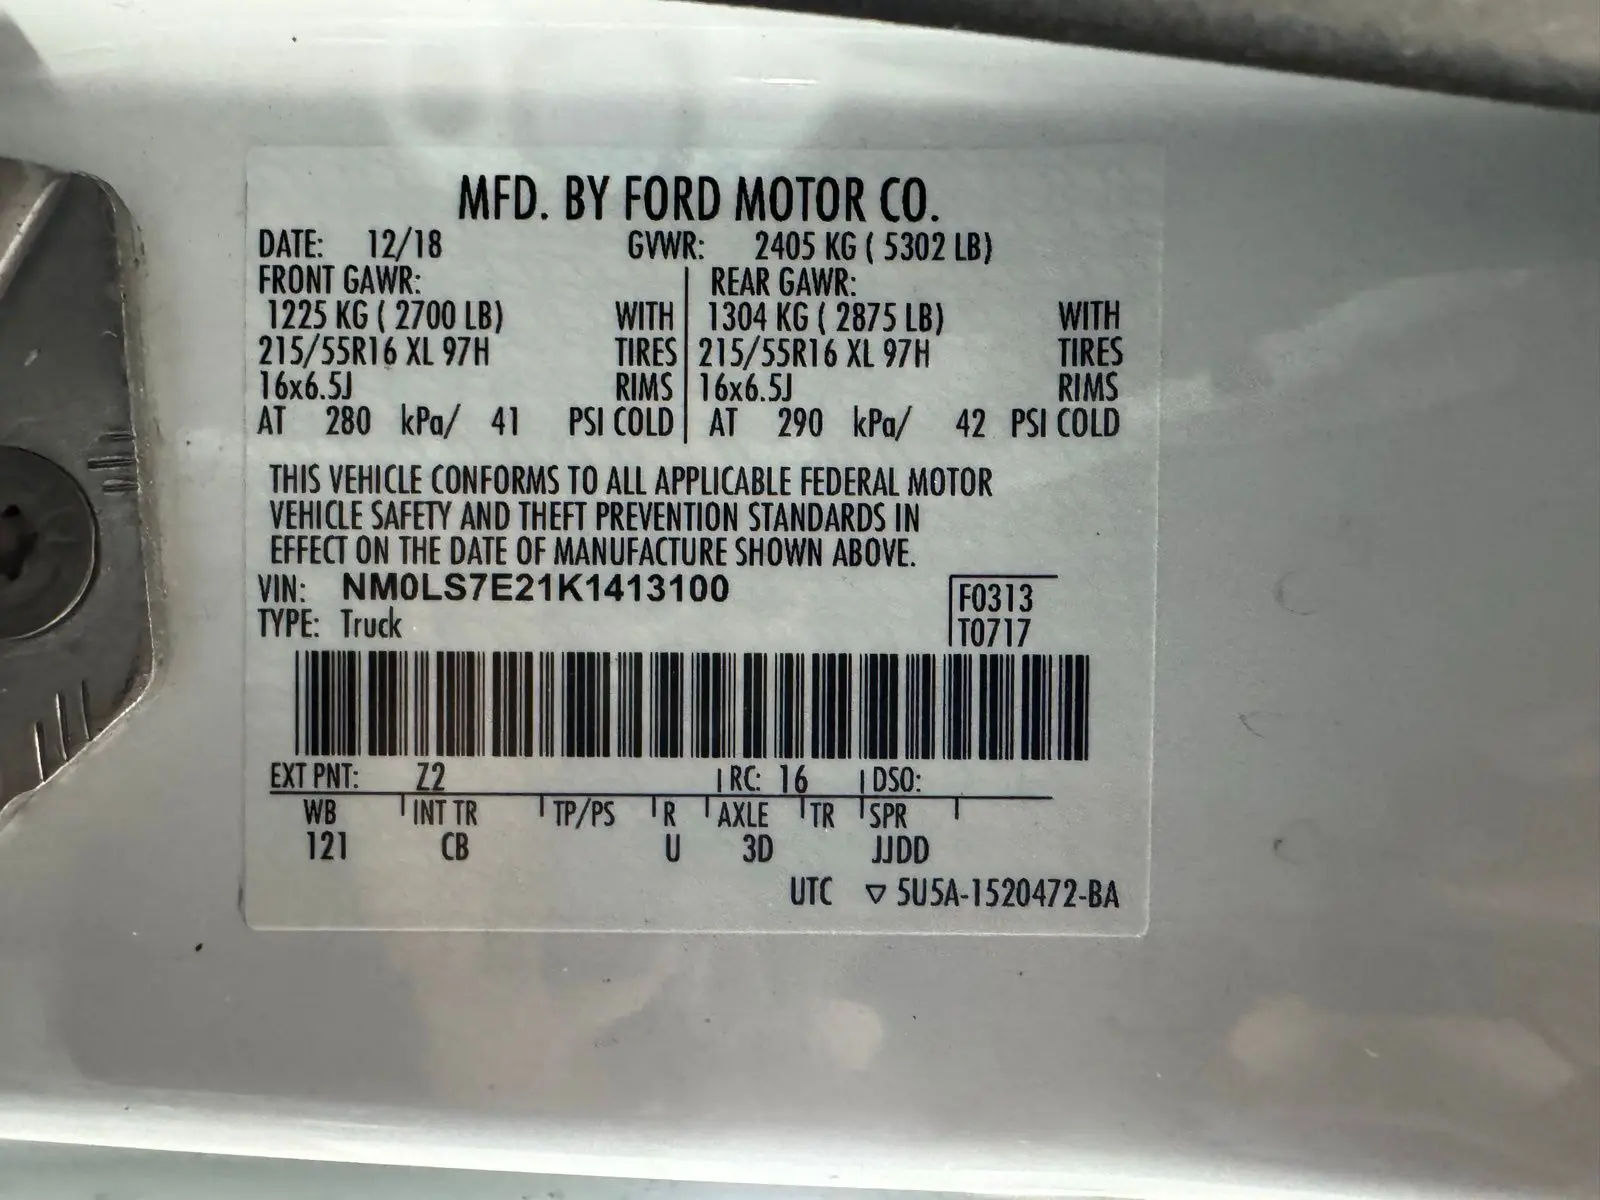 MFD. BY FORD MOTOR CO.
DATE: 12/18 GVWR: 2405 KG ( 5302 LB)
FRONT GAWR: REAR GAWR:
1225 KG ( 2700 LB) WITH 1304 KG ( 2875 LB) WITH
215/55R16 XL 97H TIRES 215/55R16 XL 97H TIRES
16x6.5J RIMS 16x6.5J RIMS
AT 280 kPa/ 41 PSI COLD AT 290 kPa/ 42 PSI COLD
THIS VEHICLE CONFORMS TO ALL APPLICABLE FEDERAL MOTOR
VEHICLE SAFETY AND THEFT PREVENTION STANDARDS IN
EFFECT ON THE DATE OF MANUFACTURE SHOWN ABOVE.
VIN: NM0LS7E21K1413100
F0313
TYPE: Truck
T0717
EXT PNT: Z2 RC: 16 DSO:
WB INT TR TP/PS R AXLE TR SPR
121 CB U 3D JJDD
UTC ▽ 5U5A-1520472-BA